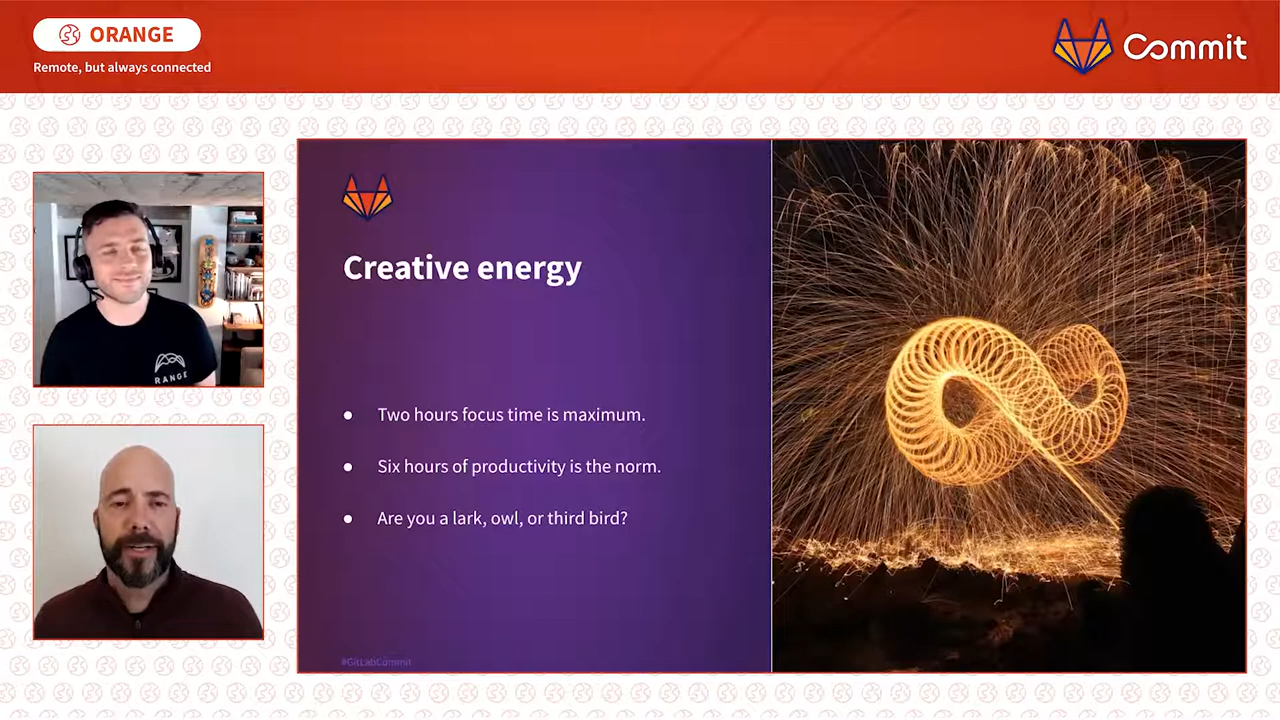 ORANGE
Remote, but always connected
Commit
RANGE
Creative energy
Two hours focus time is maximum.
Six hours of productivity is the norm.
Are you a lark, owl, or third bird?
#GitLabCommit